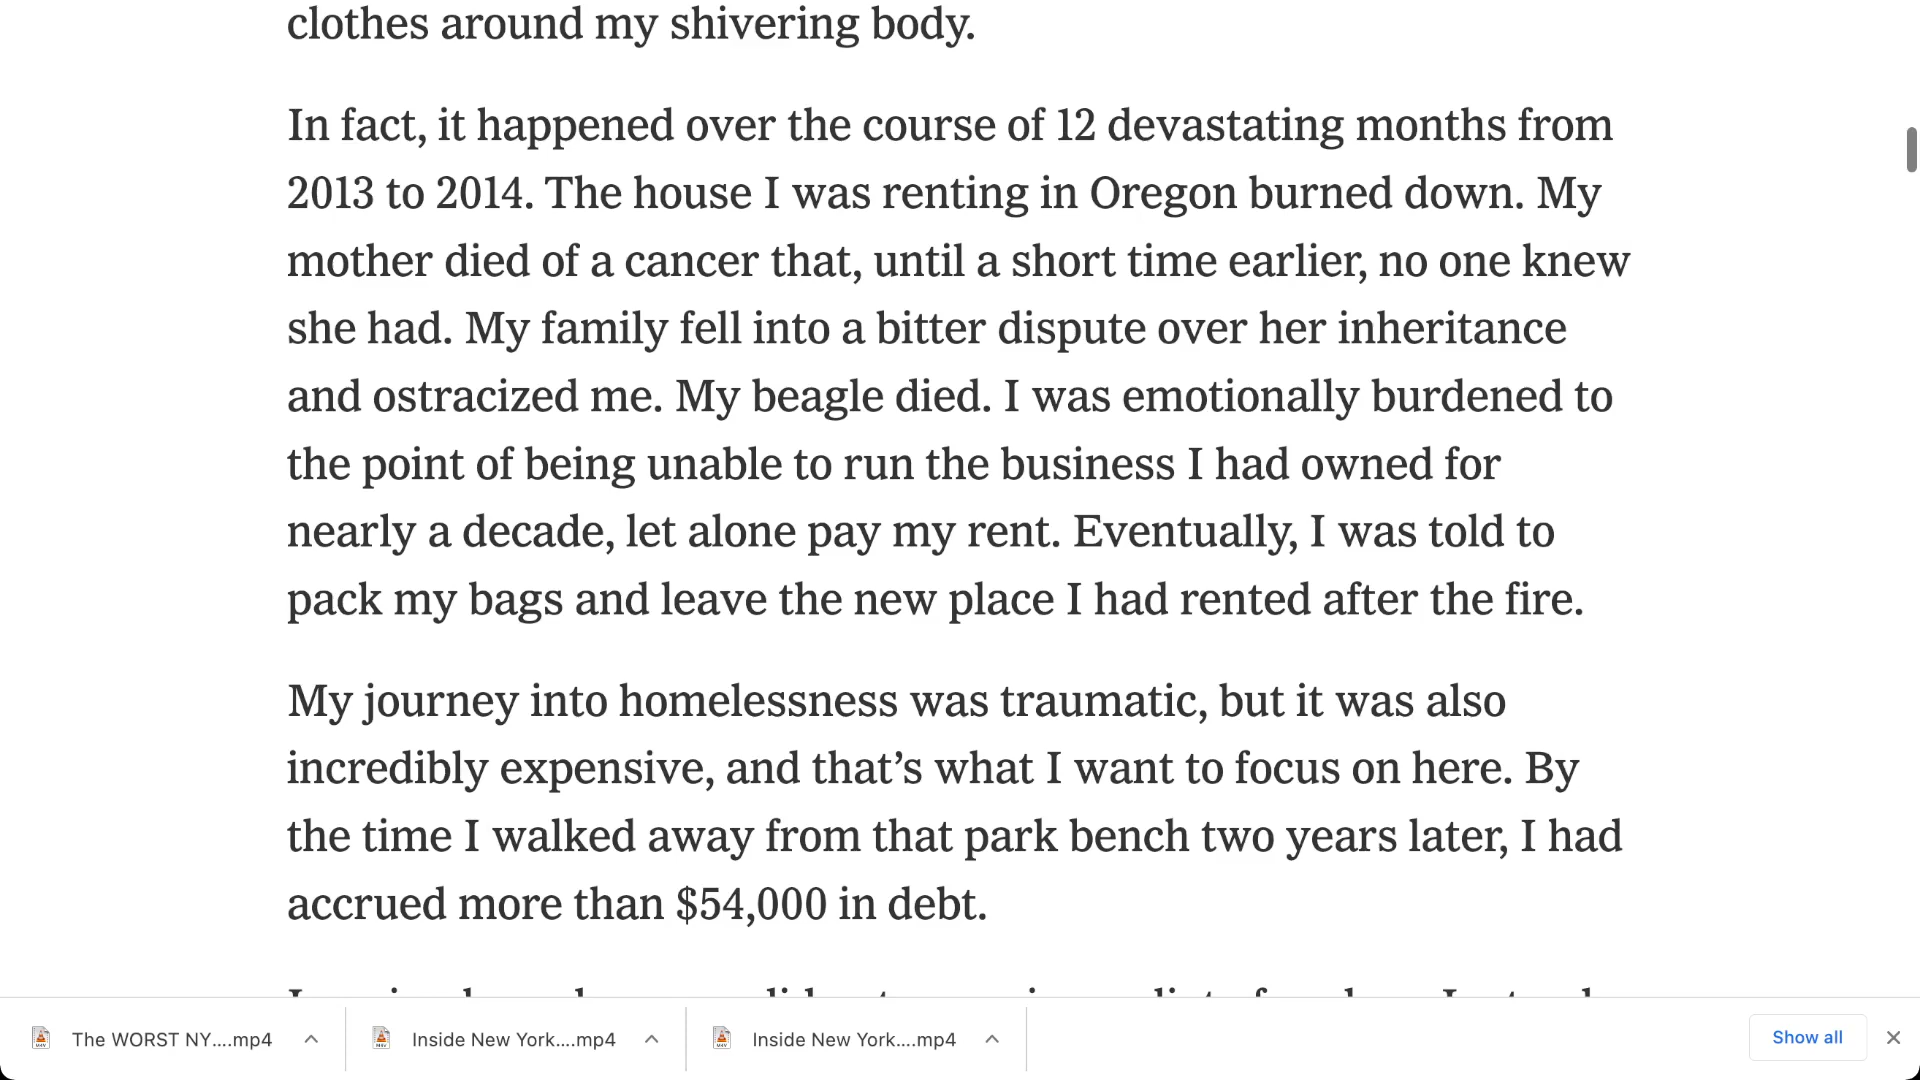 clothes around my shivering body.
In fact, it happened over the course of 12 devastating months from
2013 to 2014. The house I was renting in Oregon burned down. My
mother died of a cancer that, until a short time earlier, no one knew
she had. My family fell into a bitter dispute over her inheritance
and ostracized me. My beagle died. I was emotionally burdened to
the point of being unable to run the business I had owned for
nearly a decade, let alone pay my rent. Eventually, I was told to
pack my bags and leave the new place I had rented after the fire.
My journey into homelessness was traumatic, but it was also
incredibly expensive, and that’s what I want to focus on here. By
the time I walked away from that park bench two years later, I had
accrued more than $54,000 in debt.
The WORST NY....mp4
Inside New York....mp4
Inside New York....mp4
Show all